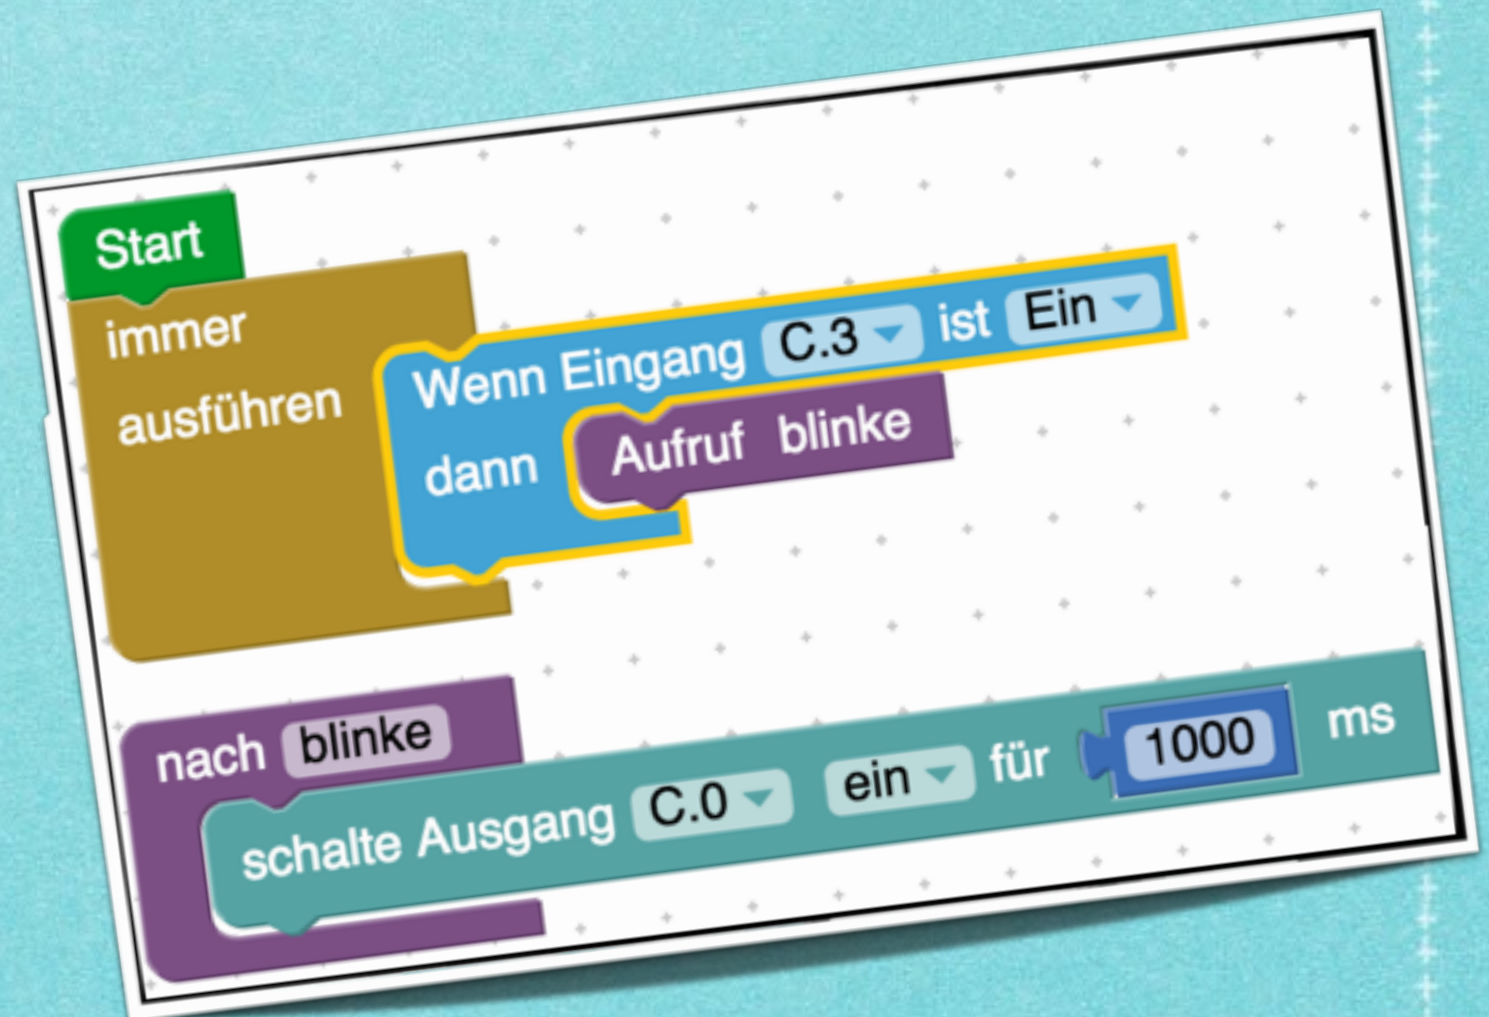 Start
immer
ausführen
Wenn Eingang C.3 ist Ein
dann Aufruf blinke
nach blinke
schalte Ausgang C.0 ein für 1000 ms